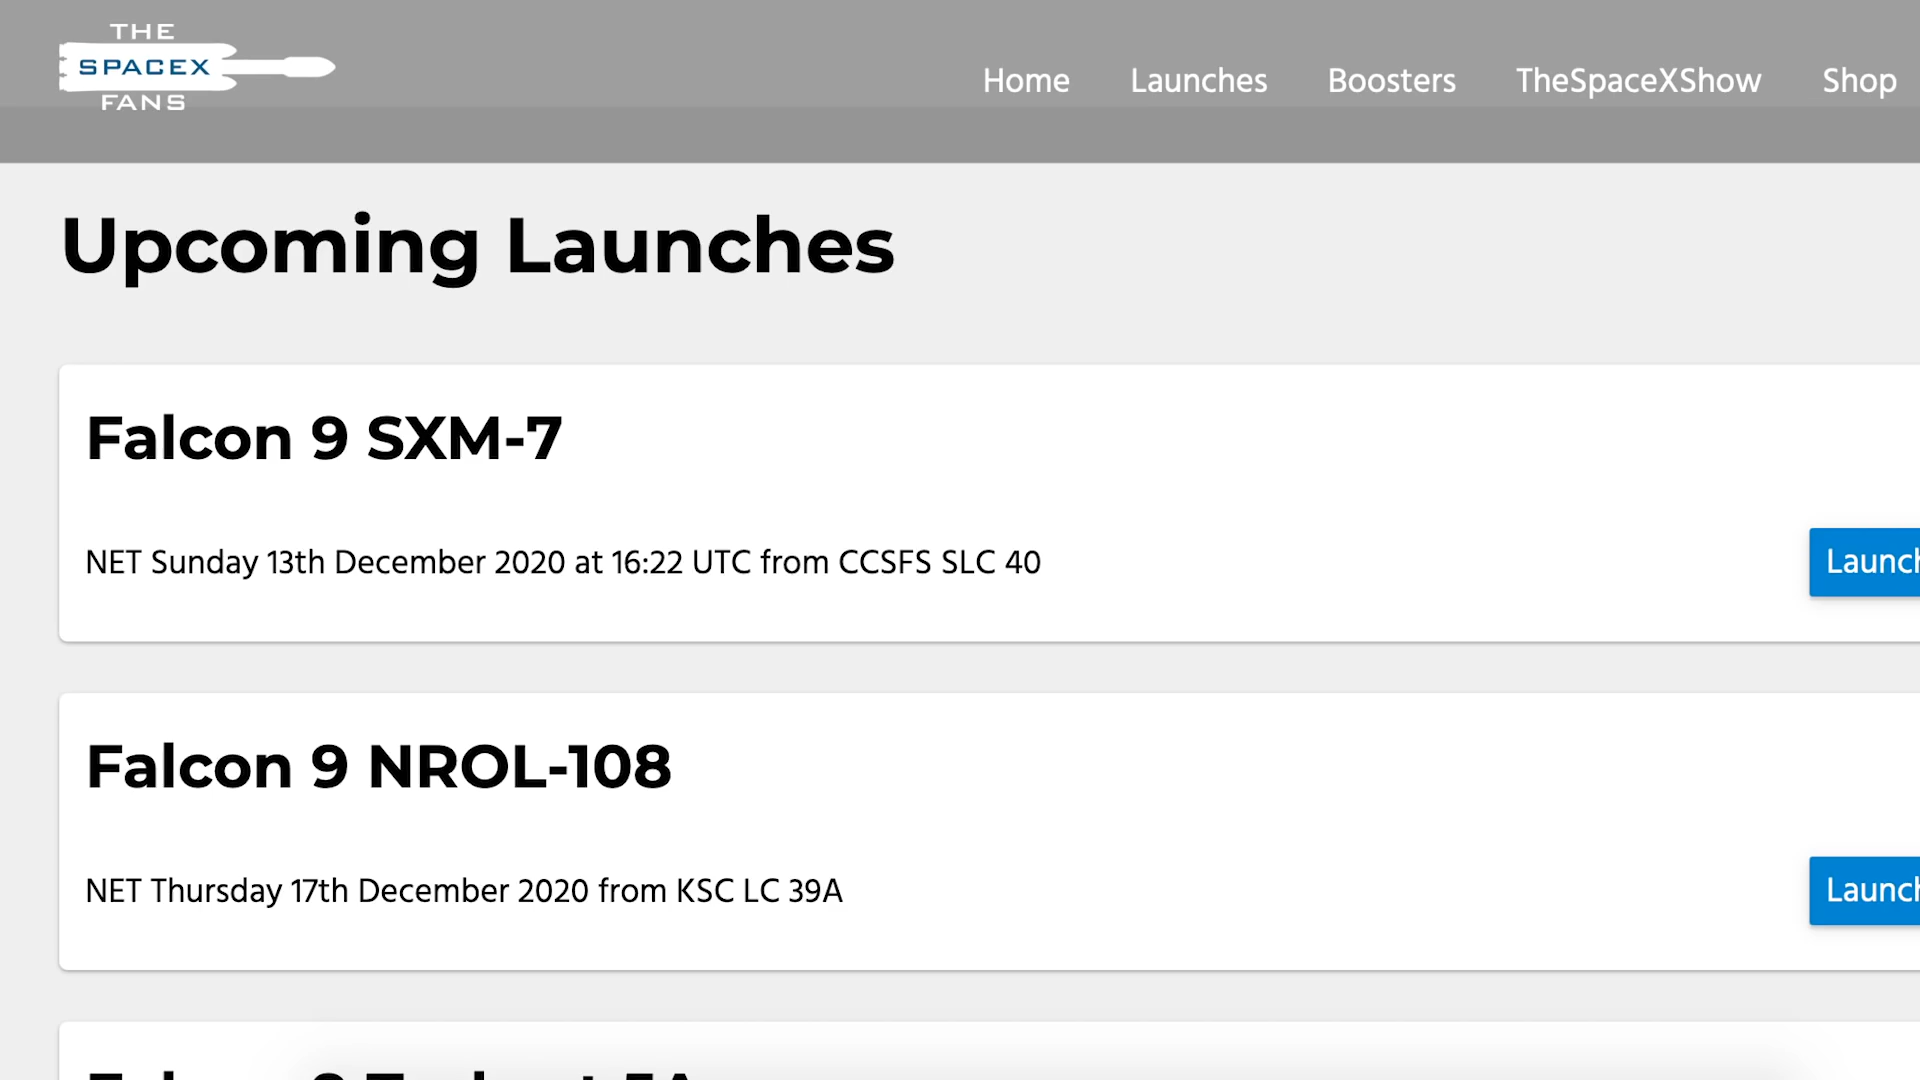 THE
SPACEX
FANS
Home Launches Boosters TheSpaceXShow Shop
Upcoming Launches
Falcon 9 SXM-7
NET Sunday 13th December 2020 at 16:22 UTC from CCSFS SLC 40
Launch
Falcon 9 NROL-108
NET Thursday 17th December 2020 from KSC LC 39A
Launch